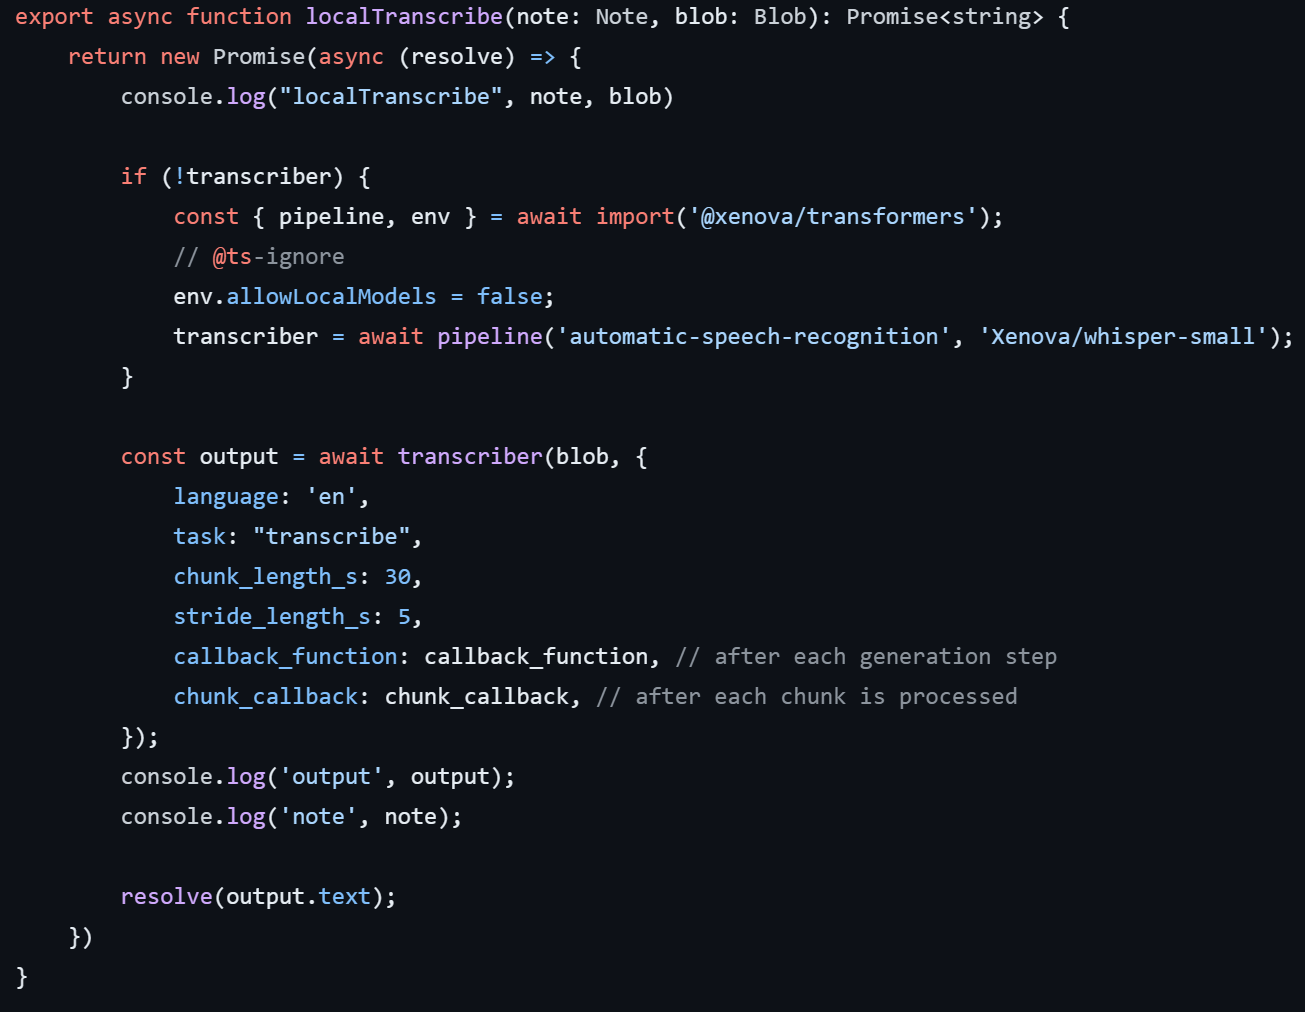 export async function localTranscribe(note: Note, blob: Blob): Promise<string> {
    return new Promise(async (resolve) => {
        console.log("localTranscribe", note, blob)

        if (!transcriber) {
            const { pipeline, env } = await import('@xenova/transformers');
            // @ts-ignore
            env.allowLocalModels = false;
            transcriber = await pipeline('automatic-speech-recognition', 'Xenova/whisper-small');
        }

        const output = await transcriber(blob, {
            language: 'en',
            task: "transcribe",
            chunk_length_s: 30,
            stride_length_s: 5,
            callback_function: callback_function, // after each generation step
            chunk_callback: chunk_callback, // after each chunk is processed
        });
        console.log('output', output);
        console.log('note', note);

        resolve(output.text);
    })
}